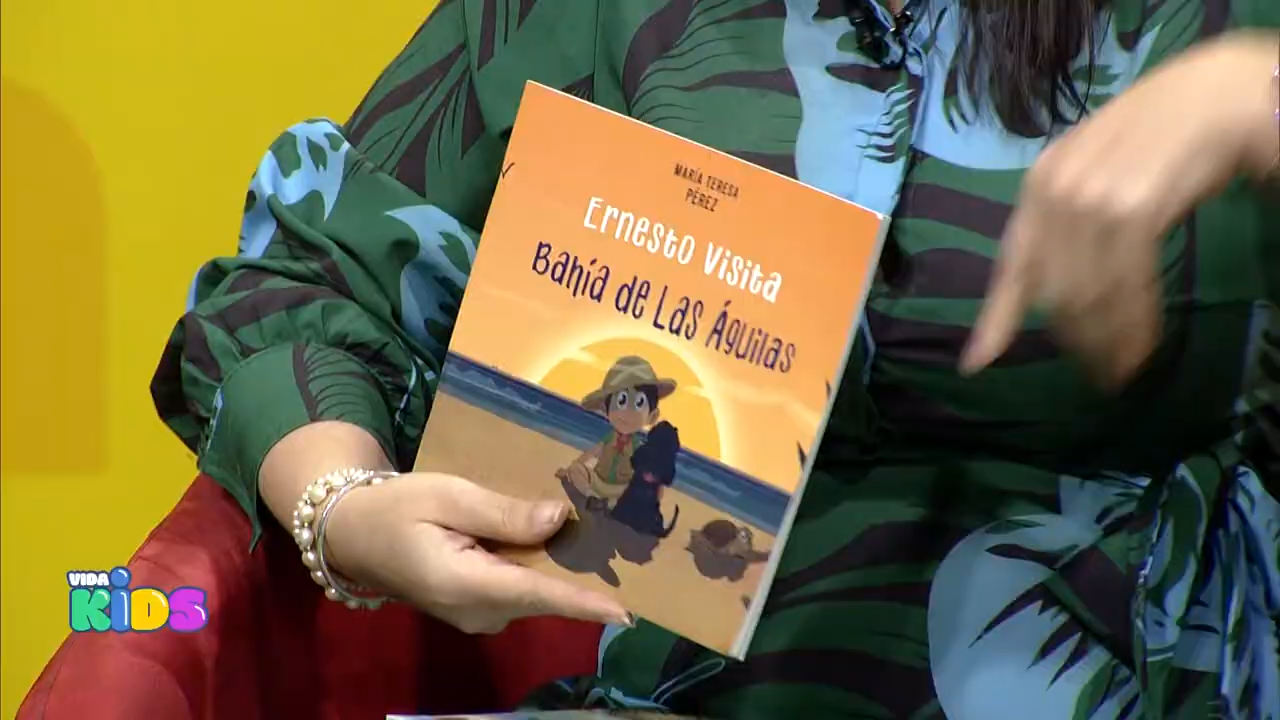 MARÍA TERESA
PÉREZ
Ernesto Visita
Bahía de Las Águilas
VIDA
KiDS